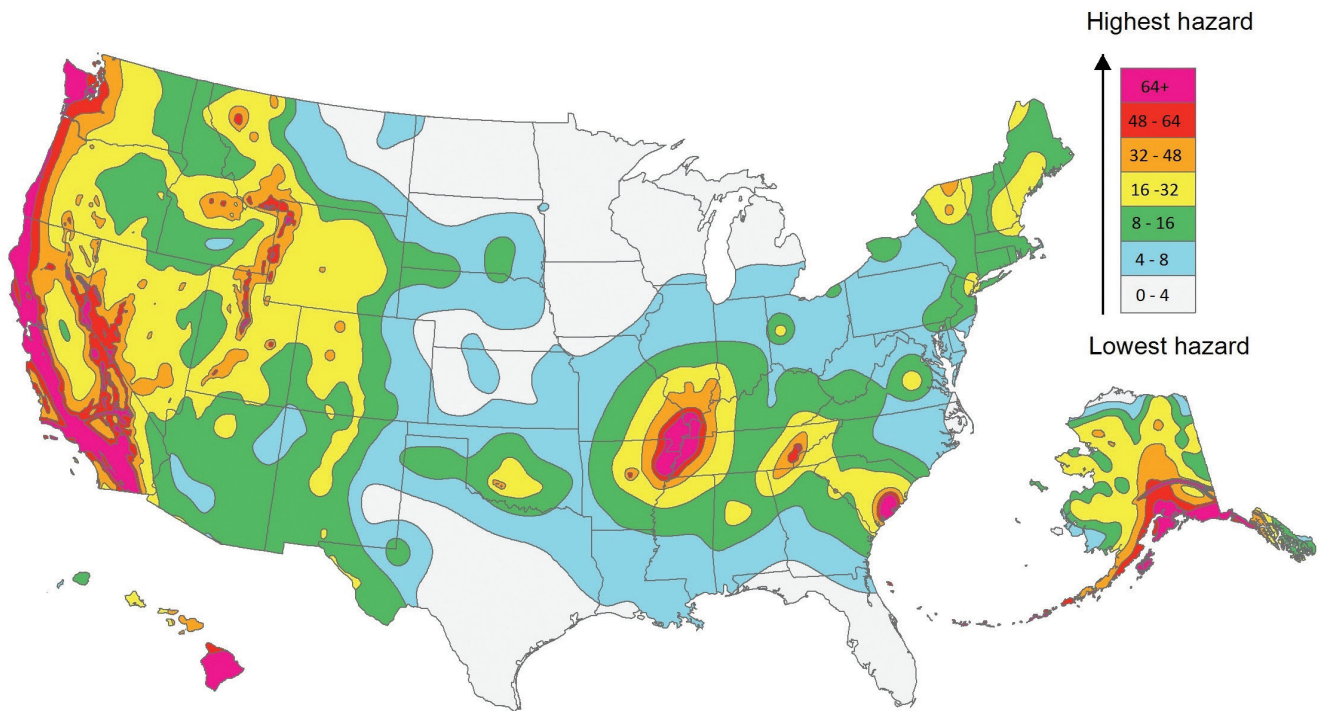 Highest hazard
64+
48 - 64
32 - 48
16 -32
8 - 16
4 - 8
0 - 4
Lowest hazard